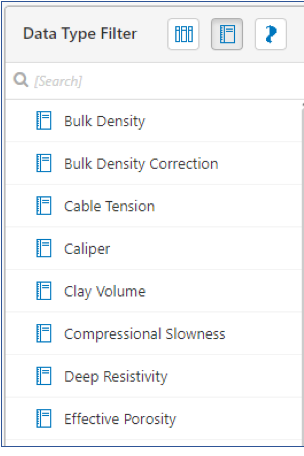 Data Type Filter
[Search]
Bulk Density
Bulk Density Correction
Cable Tension
Caliper
Clay Volume
Compressional Slowness
Deep Resistivity
Effective Porosity